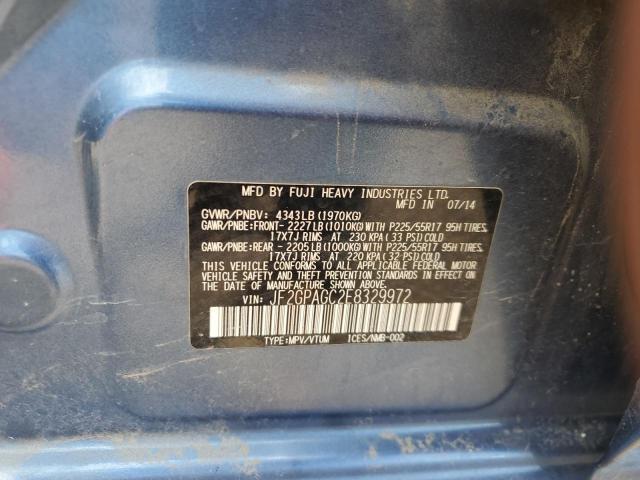 MFD BY FUJI HEAVY INDUSTRIES LTD.
MFD IN 07/14
GVWR/PNBV: 4343LB(1970KG)
GAWR/PNBE:FRONT- 2227LB(1010KG)WITH P225/55R17 95H TIRES,
17X7J RIMS AT 230 KPA (33 PSI)COLD
GAWR/PNBE:REAR - 2205LB(1000KG)WITH P225/55R17 95H TIRES,
17X7J RIMS AT 220 KPA (32 PSI)COLD
THIS VEHICLE CONFORMS TO ALL APPLICABLE FEDERAL MOTOR
VEHICLE SAFETY AND THEFT PREVENTION STANDARDS IN EFFECT ON
THE DATE OF MANUFACTURE SHOWN ABOVE.
VIN: JF2GPAGC2E8329972
TYPE:MPV/VTUM ICES/NMB-002